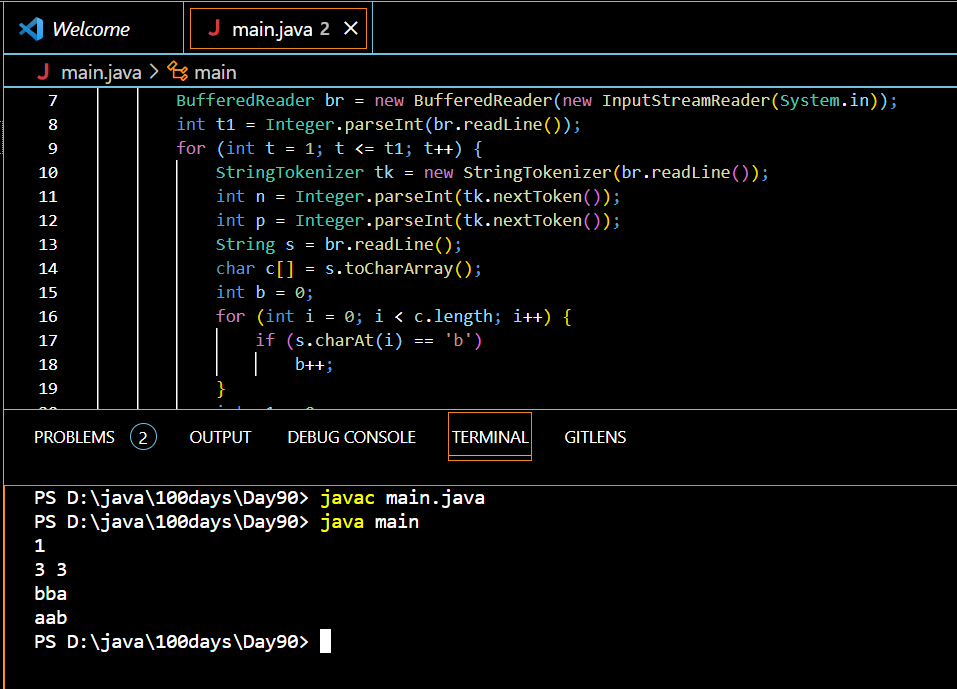 Welcome
J main.java 2 ×
J main.java > main
7 BufferedReader br = new BufferedReader(new InputStreamReader(System.in));
8 int t1 = Integer.parseInt(br.readLine());
9 for (int t = 1; t <= t1; t++) {
10 StringTokenizer tk = new StringTokenizer(br.readLine());
11 int n = Integer.parseInt(tk.nextToken());
12 int p = Integer.parseInt(tk.nextToken());
13 String s = br.readLine();
14 char c[] = s.toCharArray();
15 int b = 0;
16 for (int i = 0; i < c.length; i++) {
17 if (s.charAt(i) == 'b')
18 b++;
19 }
PROBLEMS 2 OUTPUT DEBUG CONSOLE TERMINAL GITLENS
PS D:\java\100days\Day90> javac main.java
PS D:\java\100days\Day90> java main
1
3 3
bba
aab
PS D:\java\100days\Day90>